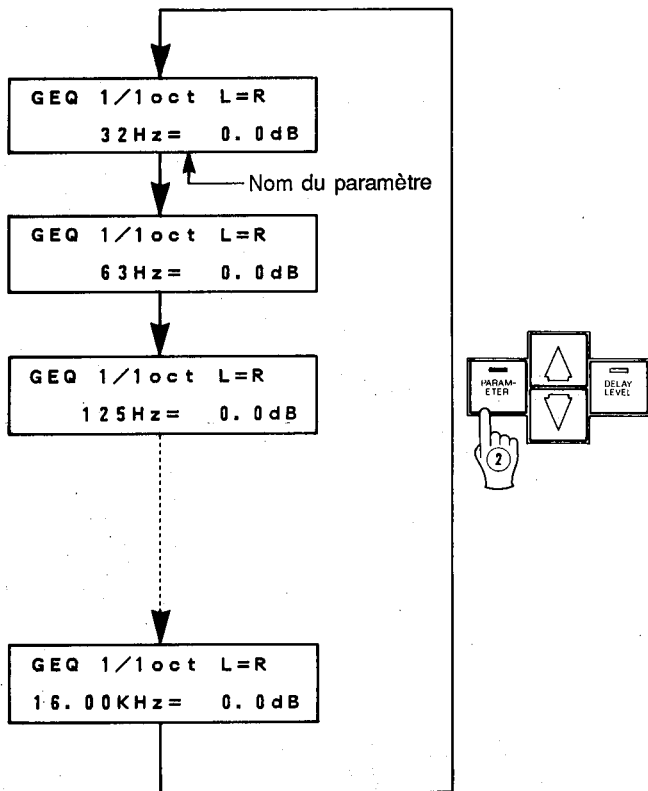 GEQ 1/1oct L=R
32Hz= 0.0dB
Nom du paramètre
GEQ 1/1oct L=R
63Hz= 0.0dB
GEQ 1/1oct L=R
125Hz= 0.0dB
PARAM-
ETER
DELAY
LEVEL
2
GEQ 1/1oct L=R
16.00KHz= 0.0dB